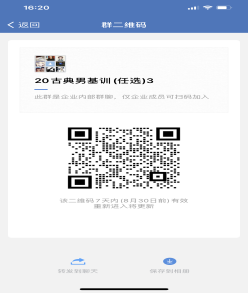 16:20
返回
群二维码
20古典男基训(任选)3
此群是企业内部群聊，仅企业成员可扫码加入
该二维码7天内(8月30日前)有效
重新进入将更新
转发到聊天
保存到相册